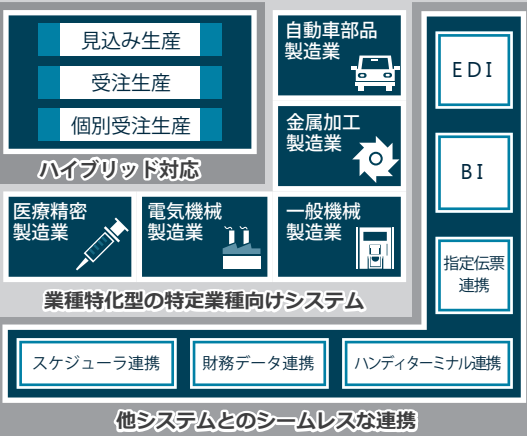 見込み生産
受注生産
個別受注生産
ハイブリッド対応
自動車部品
製造業
金属加工
製造業
医療精密
製造業
電気機械
製造業
一般機械
製造業
業種特化型の特定業種向けシステム
EDI
BI
指定伝票
連携
スケジューラ連携
財務データ連携
ハンディターミナル連携
他システムとのシームレスな連携